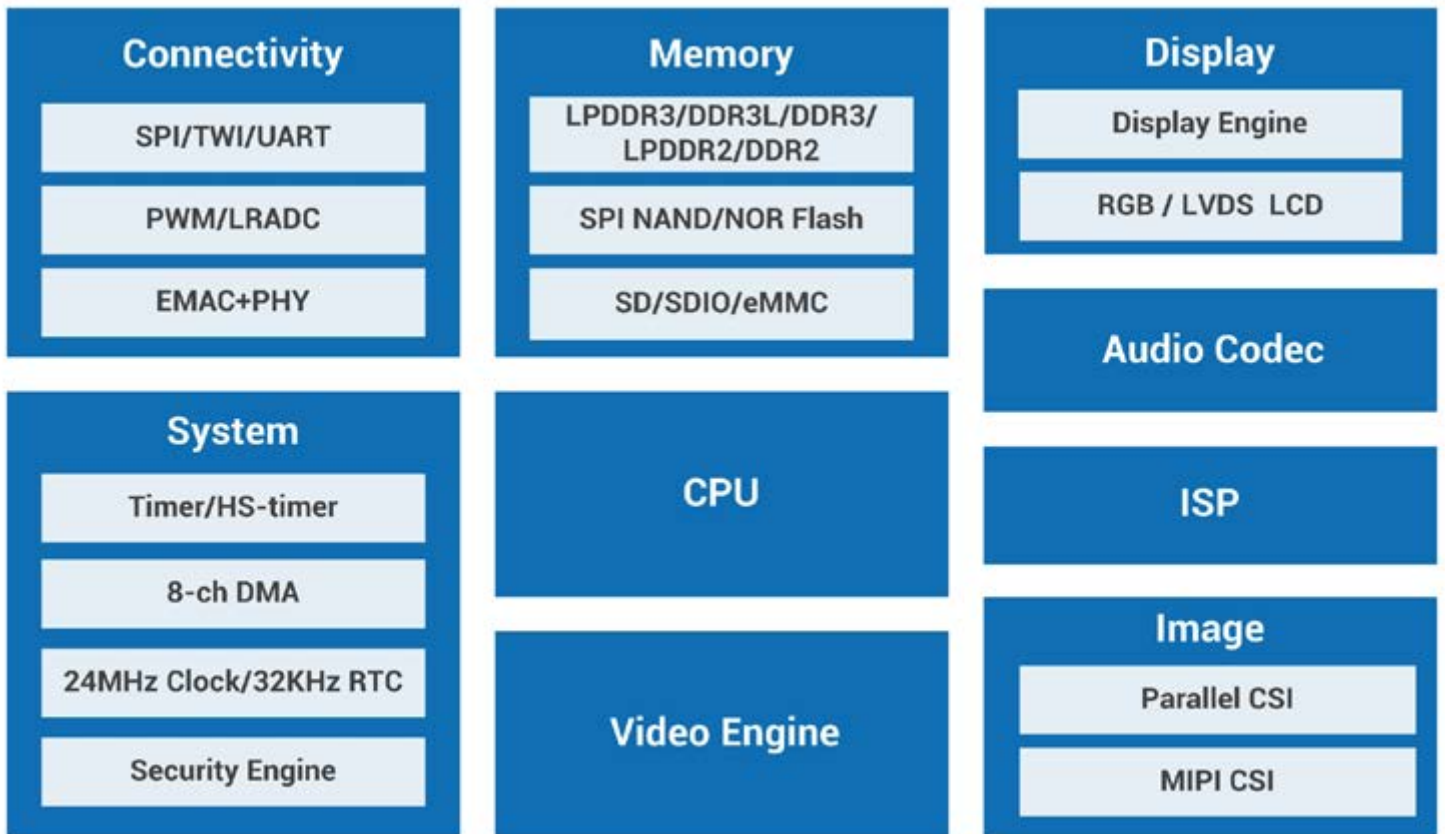 Connectivity
SPI/TWI/UART
PWM/LRADC
EMAC+PHY
Memory
LPDDR3/DDR3L/DDR3/
LPDDR2/DDR2
SPI NAND/NOR Flash
SD/SDIO/eMMC
Display
Display Engine
RGB / LVDS LCD
Audio Codec
System
Timer/HS-timer
8-ch DMA
24MHz Clock/32KHz RTC
Security Engine
CPU
Video Engine
ISP
Image
Parallel CSI
MIPI CSI